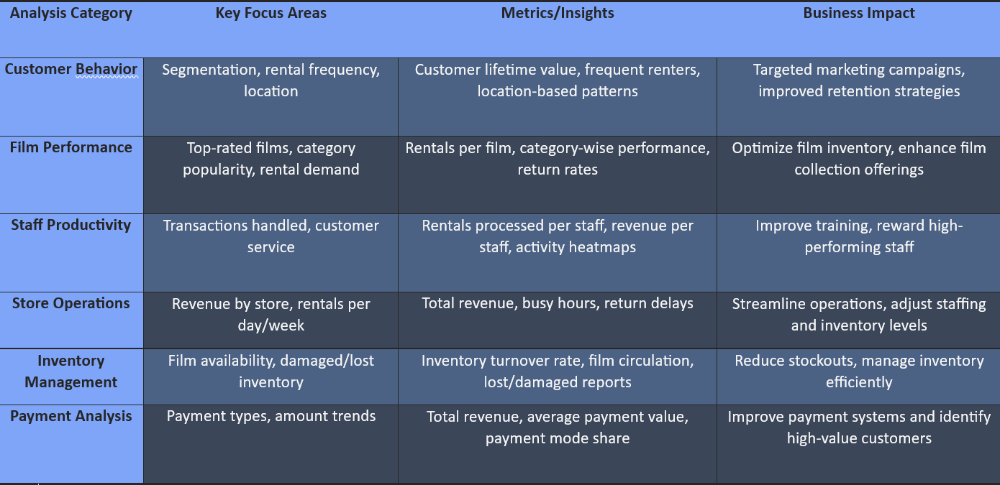 Analysis Category
Key Focus Areas
Metrics/Insights
Business Impact
Customer Behavior
Segmentation, rental frequency,
location
Customer lifetime value, frequent renters,
location-based patterns
Targeted marketing campaigns,
improved retention strategies
Film Performance
Top-rated films, category
popularity, rental demand
Rentals per film, category-wise performance,
return rates
Optimize film inventory, enhance film
collection offerings
Staff Productivity
Transactions handled, customer
service
Rentals processed per staff, revenue per
staff, activity heatmaps
Improve training, reward high-
performing staff
Store Operations
Revenue by store, rentals per
day/week
Total revenue, busy hours, return delays
Streamline operations, adjust staffing
and inventory levels
Inventory
Management
Film availability, damaged/lost
inventory
Inventory turnover rate, film circulation,
lost/damaged reports
Reduce stockouts, manage inventory
efficiently
Payment Analysis
Payment types, amount trends
Total revenue, average payment value,
payment mode share
Improve payment systems and identify
high-value customers